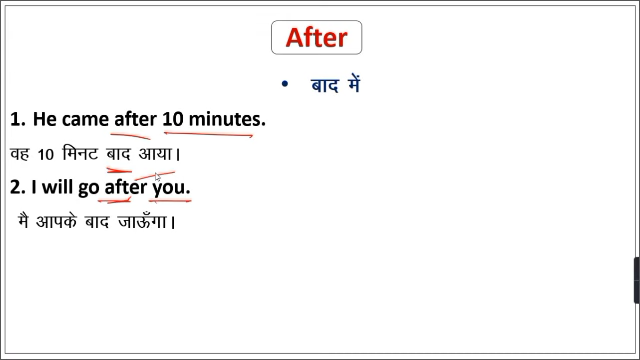 After
• बाद में
1. He came after 10 minutes.
वह 10 मिनट बाद आया।
2. I will go after you.
मै आपके बाद जाऊँगा।